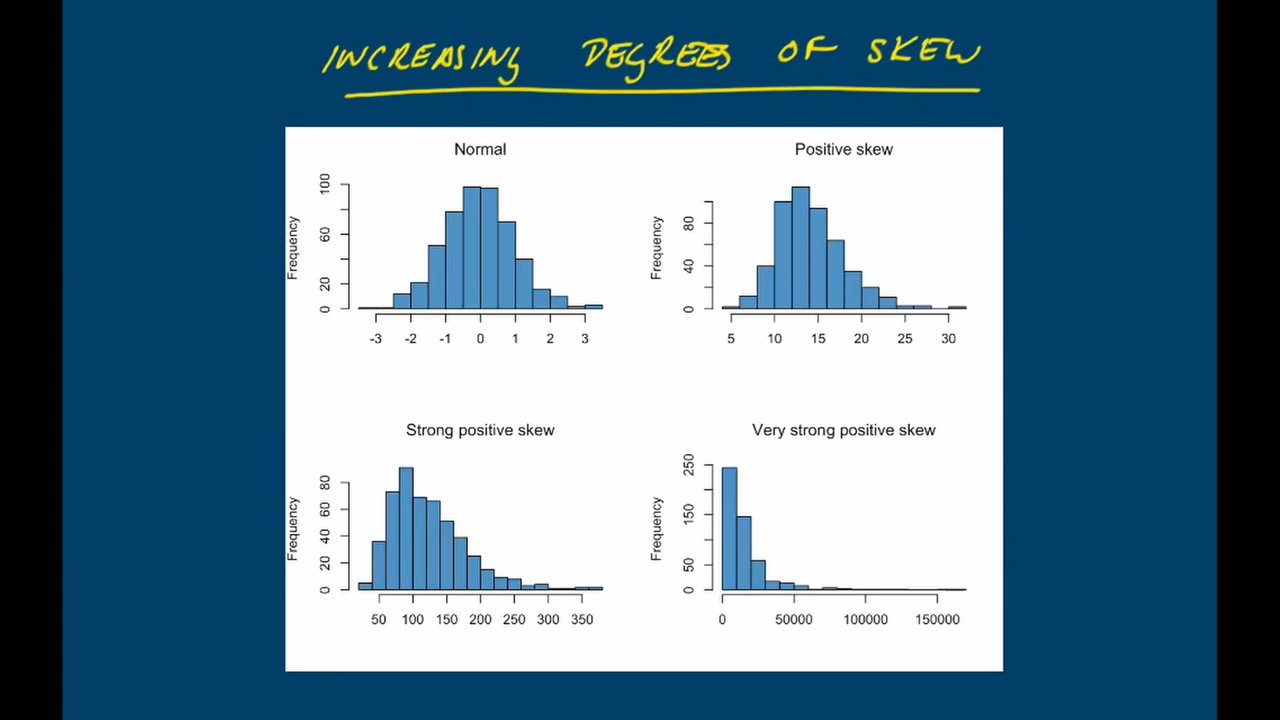 INCREASING DEGREES OF SKEW
Normal
Frequency
100
60
20
0
-3 -2 -1 0 1 2 3
Positive skew
Frequency
80
40
0
5 10 15 20 25 30
Strong positive skew
Frequency
80
60
40
20
0
50 100 150 200 250 300 350
Very strong positive skew
Frequency
250
150
50
0
0 50000 100000 150000